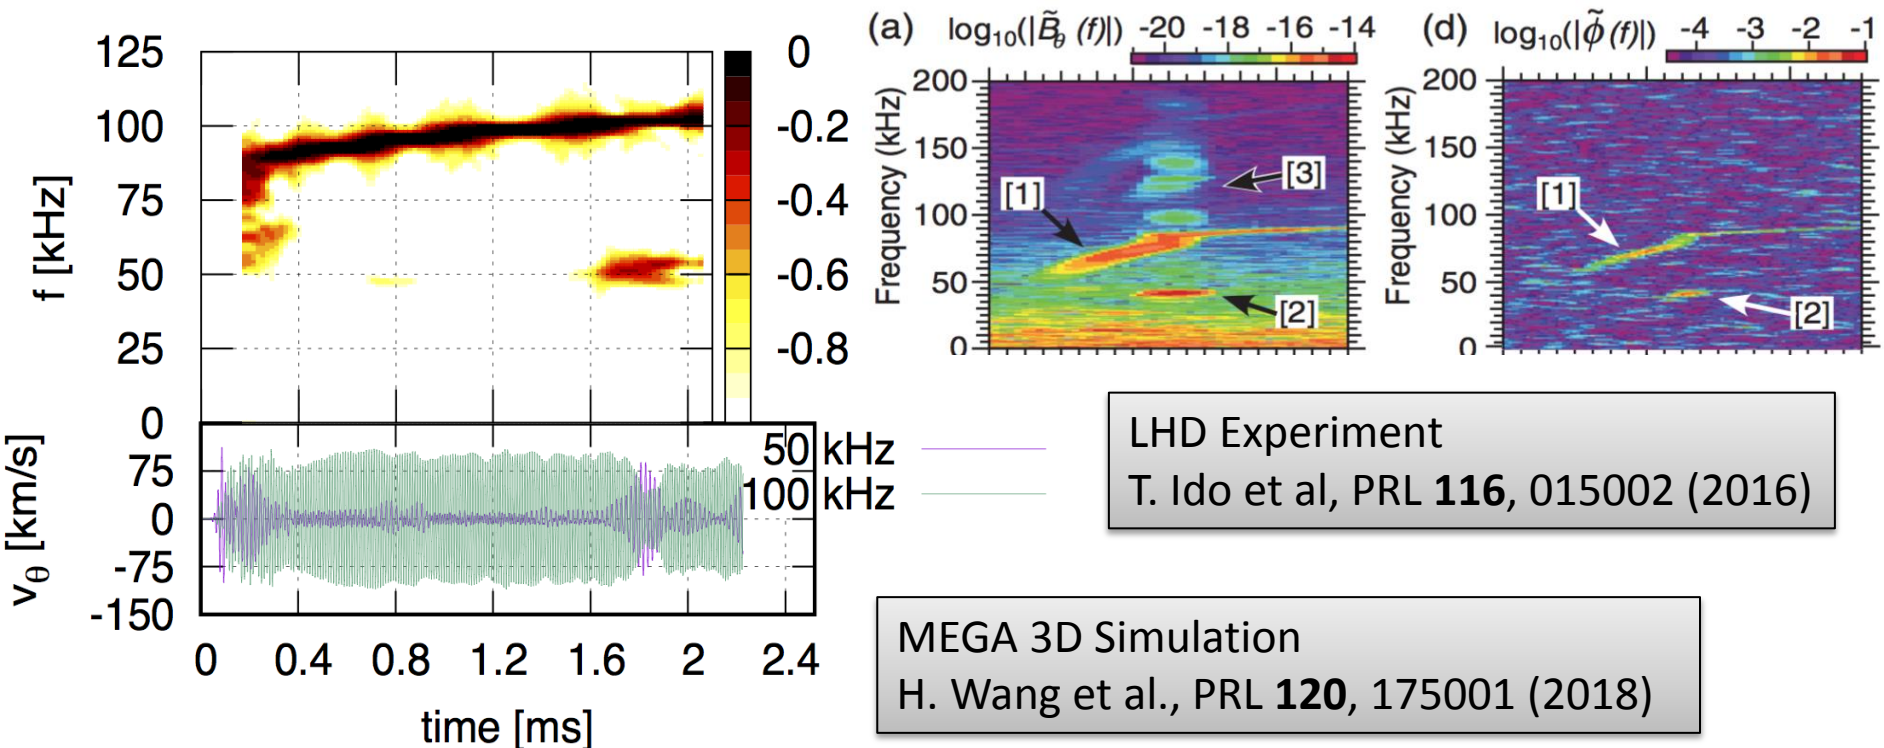 125
100
75
50
25
0
f [kHz]
0
-0.2
-0.4
-0.6
-0.8
75
0
-75
-150
v_θ [km/s]
50 kHz
100 kHz
0 0.4 0.8 1.2 1.6 2 2.4
time [ms]
(a) log₁₀(|B̃_θ (f)|) -20 -18 -16 -14
200
150
100
50
0
Frequency (kHz)
[1]
[3]
[2]
(d) log₁₀(|ϕ̃ (f)|) -4 -3 -2 -1
200
150
100
50
0
Frequency (kHz)
[1]
[2]
LHD Experiment
T. Ido et al, PRL 116, 015002 (2016)
MEGA 3D Simulation
H. Wang et al., PRL 120, 175001 (2018)